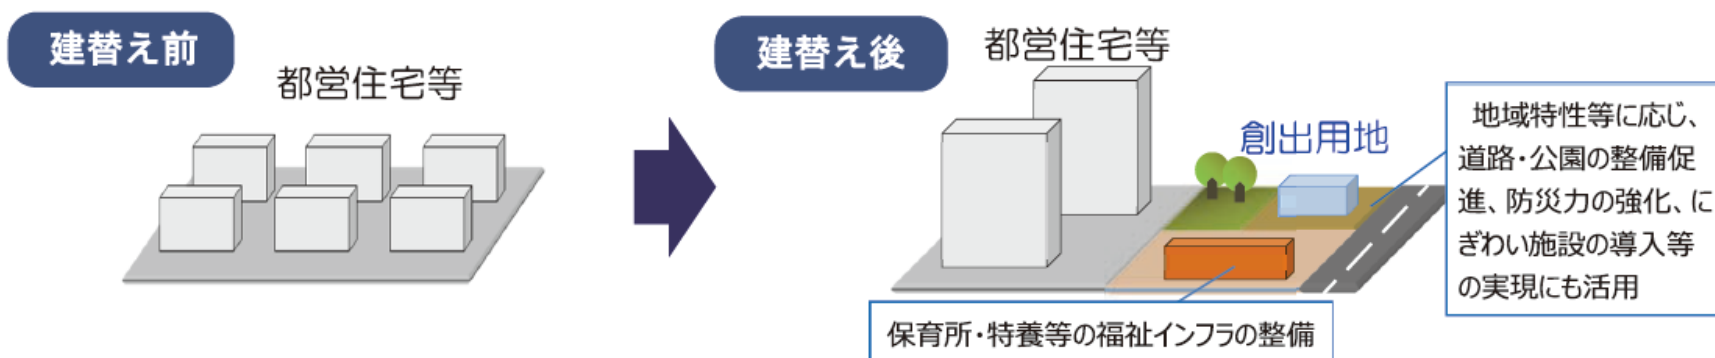 建替え前
都営住宅等
建替え後
都営住宅等
創出用地
地域特性等に応じ、
道路・公園の整備促
進、防災力の強化、に
ぎわい施設の導入等
の実現にも活用
保育所・特養等の福祉インフラの整備